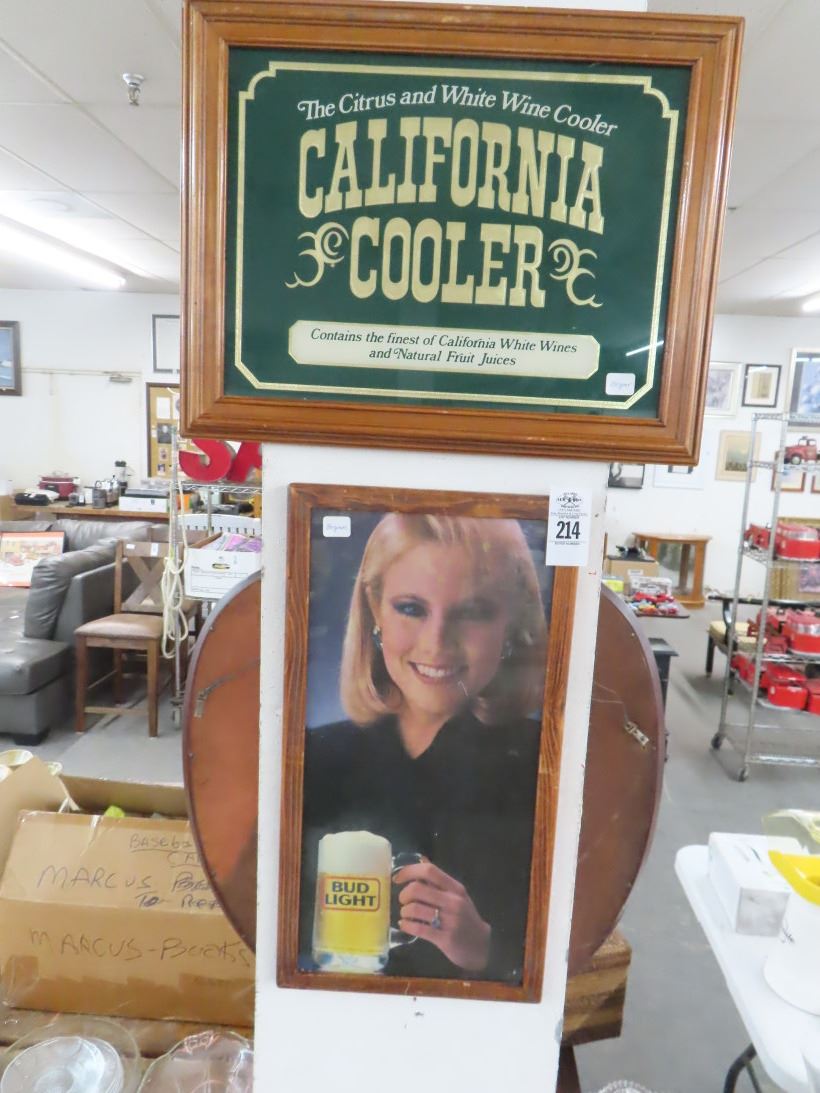 The Citrus and White Wine Cooler
CALIFORNIA
COOLER
Contains the finest of California White Wines
and Natural Fruit Juices
214
BUD
LIGHT
MARCUS
MARCUS-BOOKS